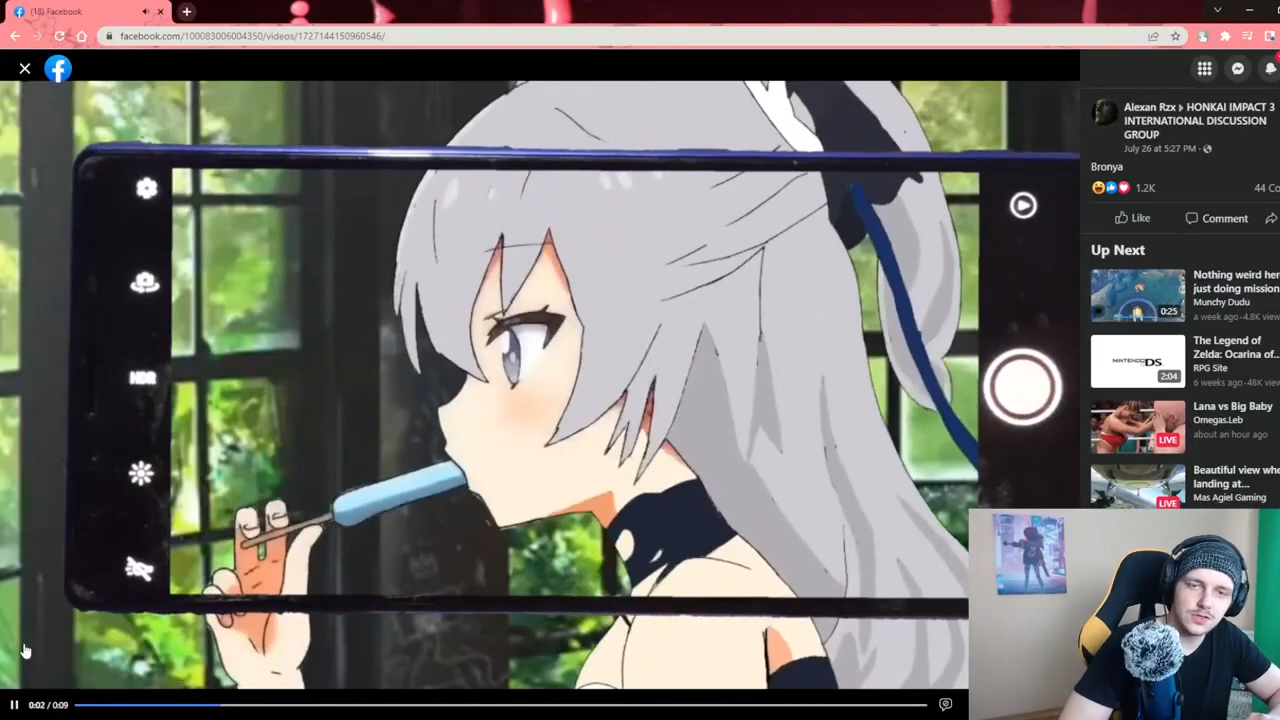 (18) Facebook
facebook.com/100083006004350/videos/1727144150960546/
Alexan Rzx ▸ HONKAI IMPACT 3
INTERNATIONAL DISCUSSION
GROUP
July 26 at 5:27 PM ·
Bronya
1.2K
44 Co
Like
Comment
Up Next
Nothing weird her
just doing mission
Munchy Dudu
a week ago · 4.8K view
0:25
The Legend of
Zelda: Ocarina of...
RPG Site
6 weeks ago · 48K view
NINTENDO DS
2:04
Lana vs Big Baby
Omegas.Leb
about an hour ago
LIVE
Beautiful view whe
landing at...
Mas Agiel Gaming
LIVE
HDR
0:02 / 0:09